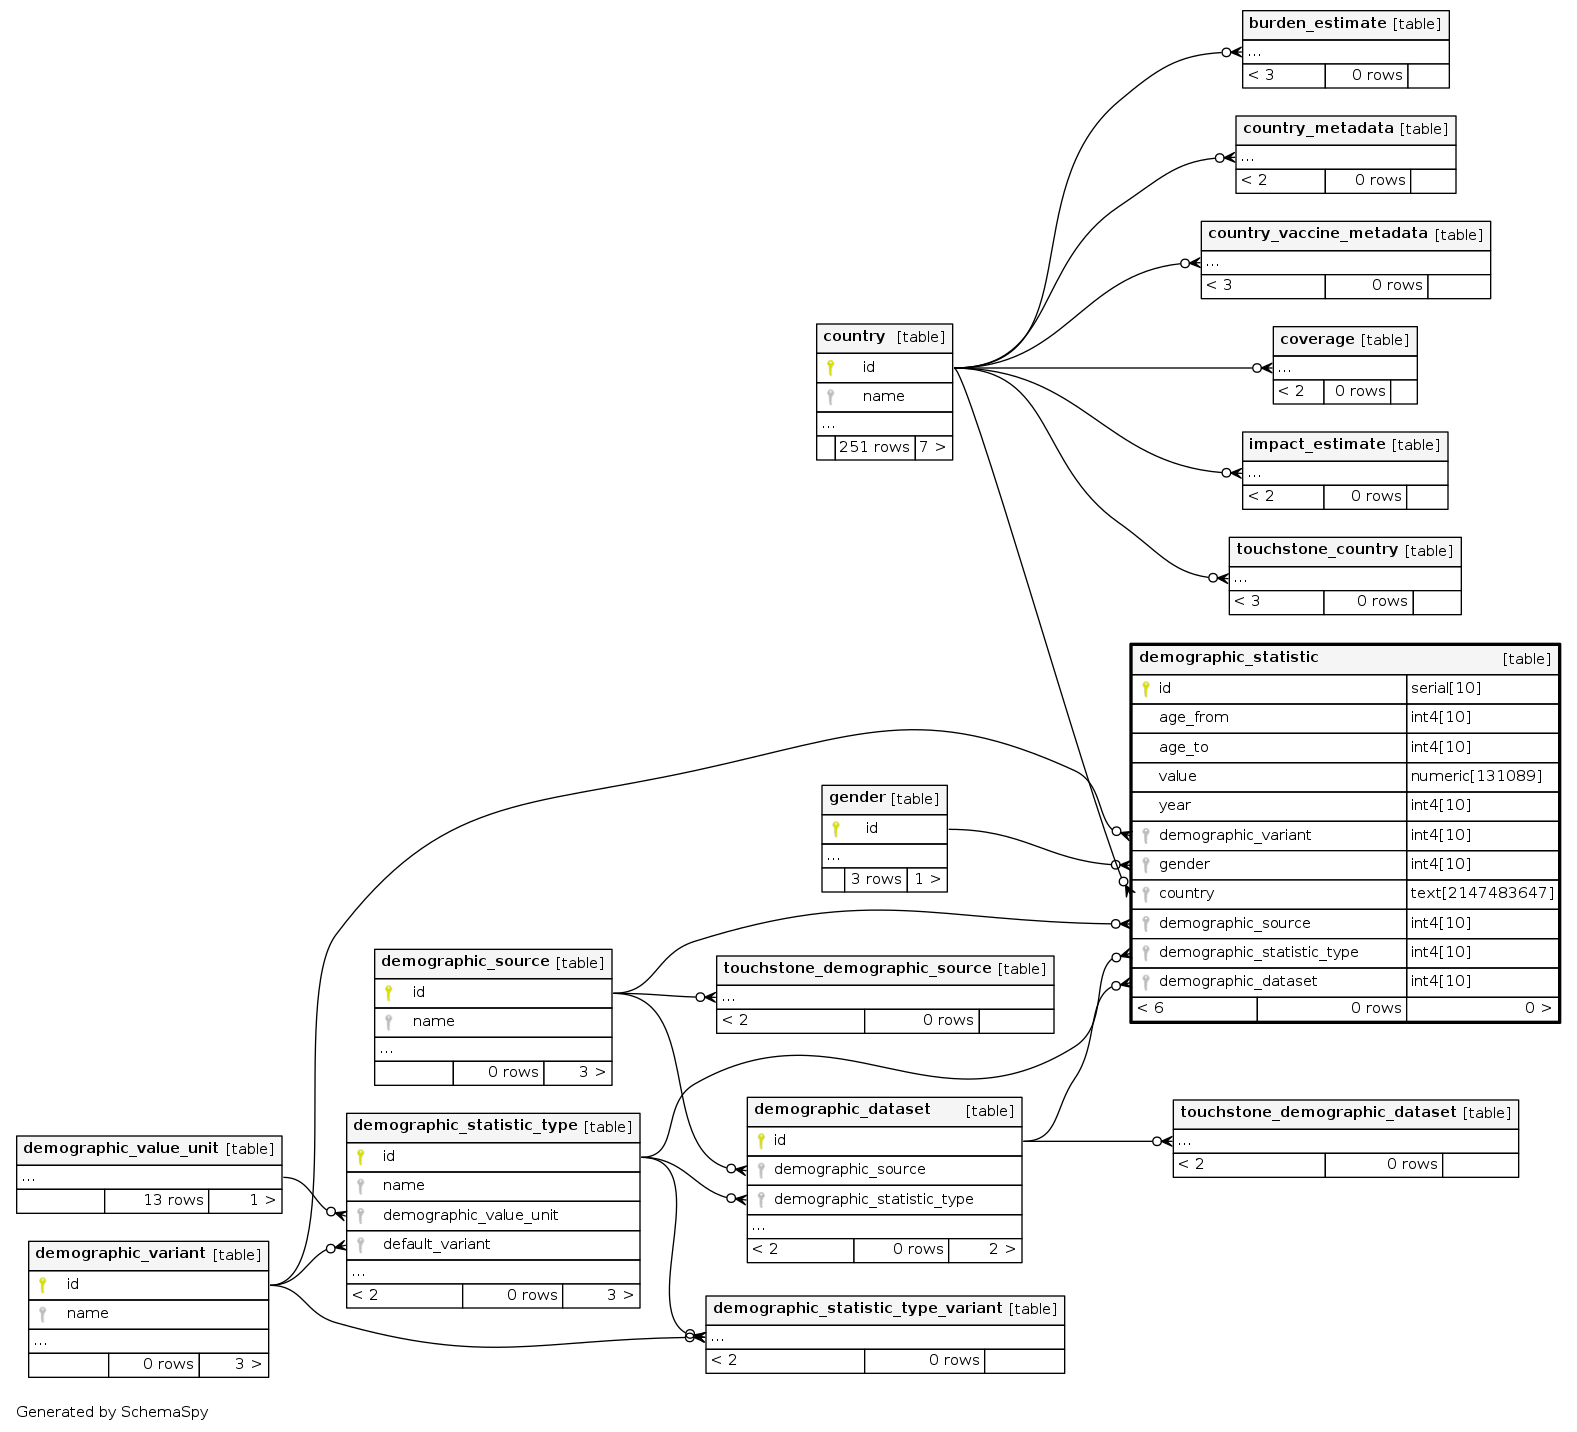 burden_estimate [table]
...
< 3 0 rows
country_metadata [table]
...
< 2 0 rows
country_vaccine_metadata [table]
...
< 3 0 rows
country [table]
id
name
...
251 rows 7 >
coverage [table]
...
< 2 0 rows
impact_estimate [table]
...
< 2 0 rows
touchstone_country [table]
...
< 3 0 rows
demographic_statistic [table]
id serial[10]
age_from int4[10]
age_to int4[10]
value numeric[131089]
year int4[10]
demographic_variant int4[10]
gender int4[10]
country text[2147483647]
demographic_source int4[10]
demographic_statistic_type int4[10]
demographic_dataset int4[10]
< 6 0 rows 0 >
gender [table]
id
...
3 rows 1 >
demographic_source [table]
id
name
...
0 rows 3 >
touchstone_demographic_source [table]
...
< 2 0 rows
demographic_value_unit [table]
...
13 rows 1 >
demographic_statistic_type [table]
id
name
demographic_value_unit
default_variant
...
< 2 0 rows 3 >
demographic_dataset [table]
id
demographic_source
demographic_statistic_type
...
< 2 0 rows 2 >
touchstone_demographic_dataset [table]
...
< 2 0 rows
demographic_variant [table]
id
name
...
0 rows 3 >
demographic_statistic_type_variant [table]
...
< 2 0 rows
Generated by SchemaSpy